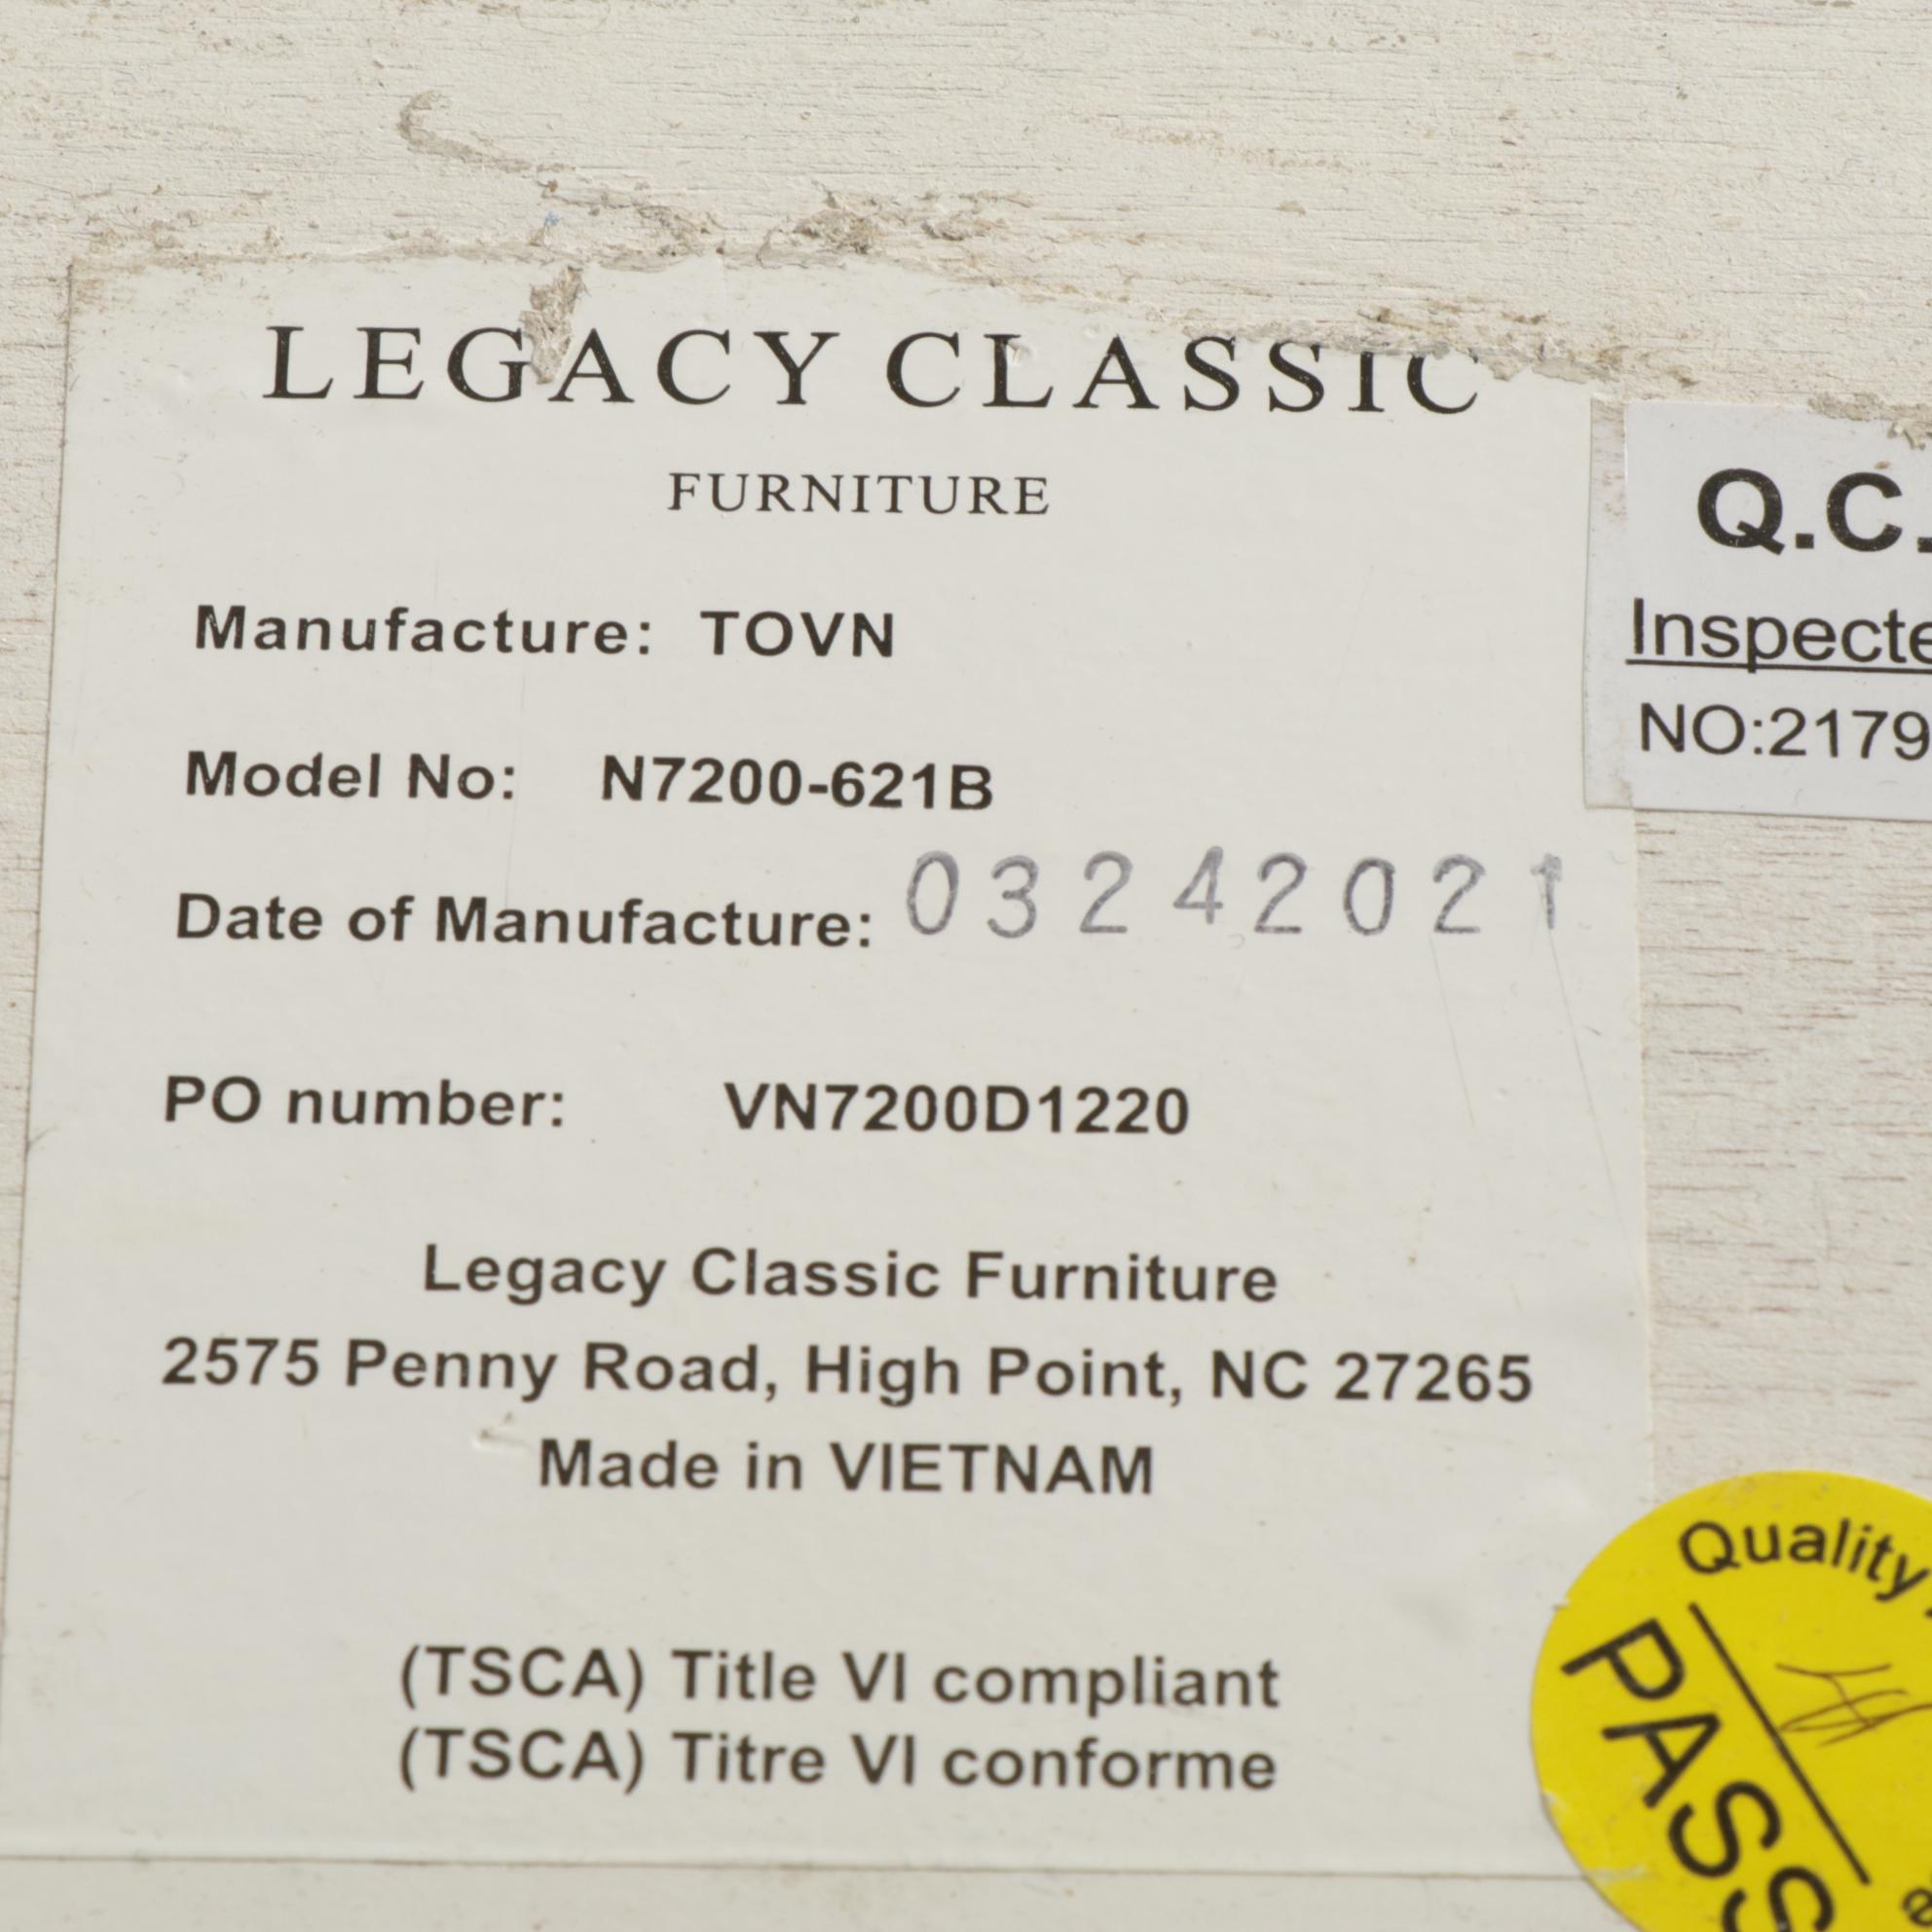 LEGACY CLASSIC
FURNITURE
Manufacture: TOVN
Model No: N7200-621B
Date of Manufacture: 03242021
PO number: VN7200D1220
Legacy Classic Furniture
2575 Penny Road, High Point, NC 27265
Made in VIETNAM
(TSCA) Title VI compliant
(TSCA) Titre VI conforme
Q.C.
NO:2179
Quality
PASS